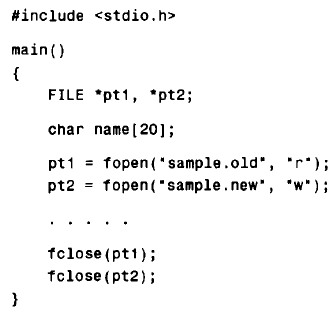 #include <stdio.h>
main()
{
FILE *pt1, *pt2;
char name[20];
pt1 = fopen("sample.old", "r");
pt2 = fopen("sample.new", "w");
. . . . .
fclose(pt1);
fclose(pt2);
}